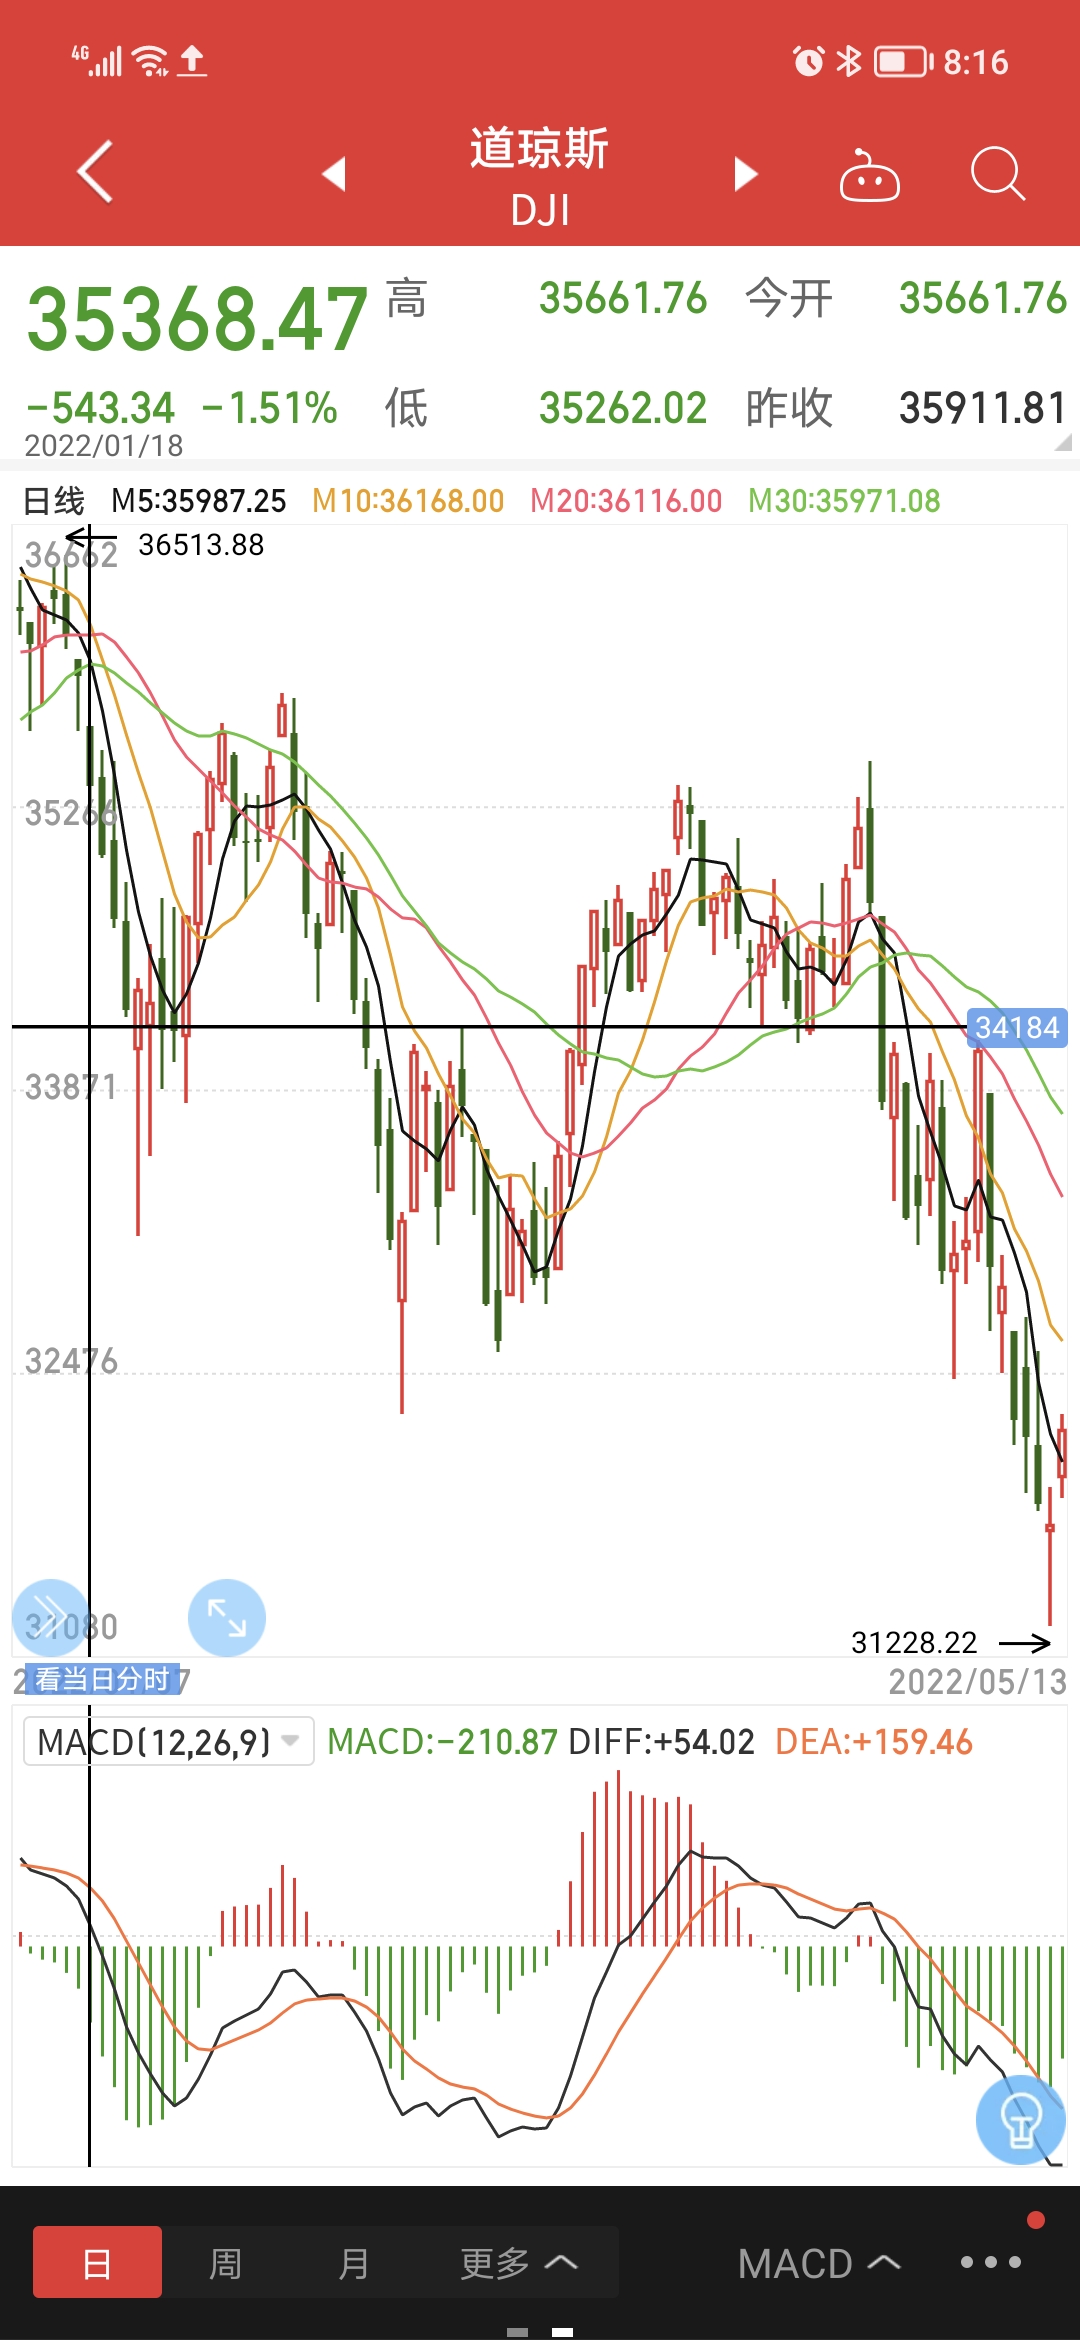 4G 8:16
道琼斯
DJI
35368.47 高 35661.76 今开 35661.76
-543.34 -1.51% 低 35262.02 昨收 35911.81
2022/01/18
日线 M5:35987.25 M10:36168.00 M20:36116.00 M30:35971.08
36662 36513.88
35266
34184
33871
32476
31080
31228.22
看当日分时 2022/05/13
MACD(12,26,9) MACD:-210.87 DIFF:+54.02 DEA:+159.46
日 周 月 更多 MACD